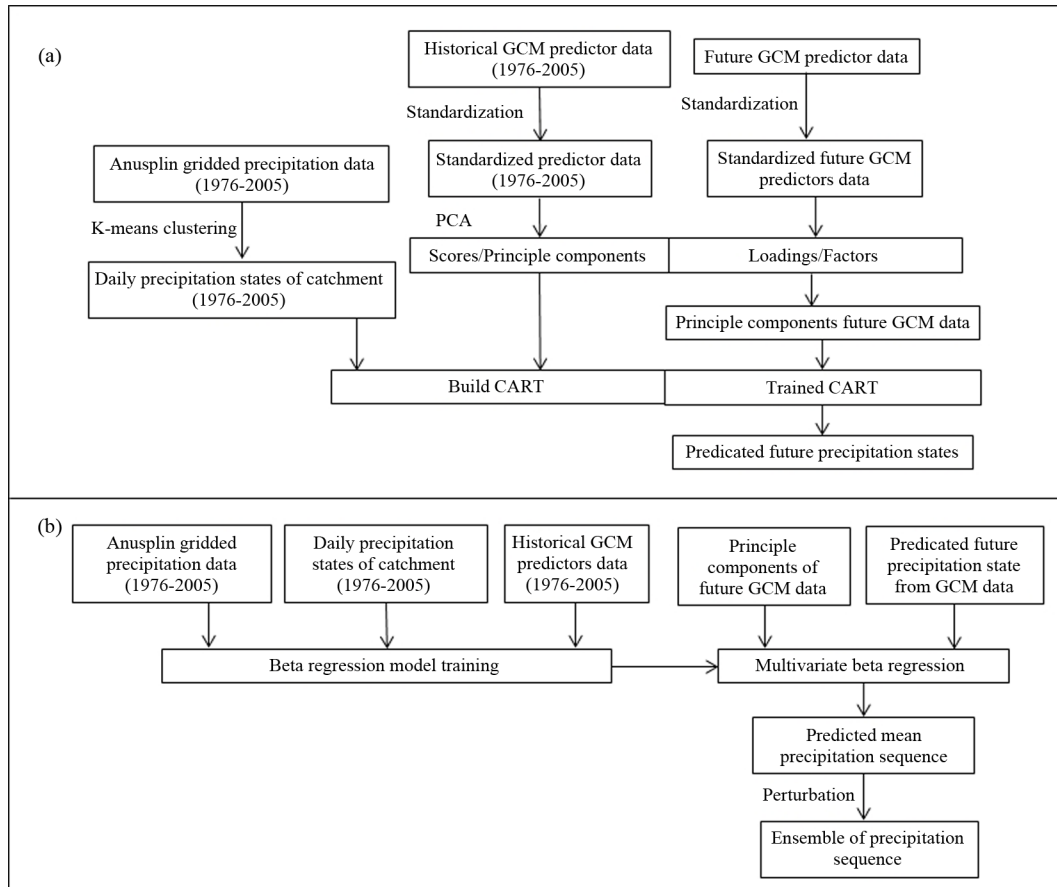 (a)
Historical GCM predictor data
(1976-2005)
Future GCM predictor data
Standardization
Standardization
Anusplin gridded precipitation data
(1976-2005)
Standardized predictor data
(1976-2005)
Standardized future GCM
predictors data
K-means clustering
PCA
Scores/Principle components
Loadings/Factors
Daily precipitation states of catchment
(1976-2005)
Principle components future GCM data
Build CART
Trained CART
Predicated future precipitation states
(b)
Anusplin gridded
precipitation data
(1976-2005)
Daily precipitation
states of catchment
(1976-2005)
Historical GCM
predictors data
(1976-2005)
Principle
components of
future GCM data
Predicated future
precipitation state
from GCM data
Beta regression model training
Multivariate beta regression
Predicted mean
precipitation sequence
Perturbation
Ensemble of precipitation
sequence